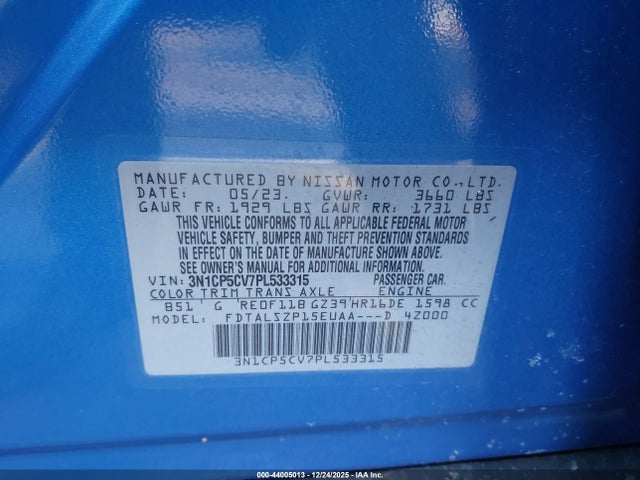 MANUFACTURED BY NISSAN MOTOR CO.,LTD.
DATE: 05/23. GVWR: 3660 LBS
GAWR FR: 1929 LBS GAWR RR: 1731 LBS
THIS VEHICLE CONFORMS TO ALL APPLICABLE FEDERAL MOTOR
VEHICLE SAFETY, BUMPER AND THEFT PREVENTION STANDARDS
IN EFFECT ON THE DATE OF MANUFACTURE SHOWN ABOVE.
SEE OWNER'S MANUAL FOR ADDITIONAL INFORMATION.
VIN: 3N1CP5CV7PL533315 PASSENGER CAR.
COLOR TRIM TRANS AXLE ENGINE
B51 G RE0F11B GZ39 HR16DE 1598 CC
MODEL: FDTALSZP15EUAA---D 4Z000
3N1CP5CV7PL533315
000-44005013 - 12/24/2025 - IAA Inc.